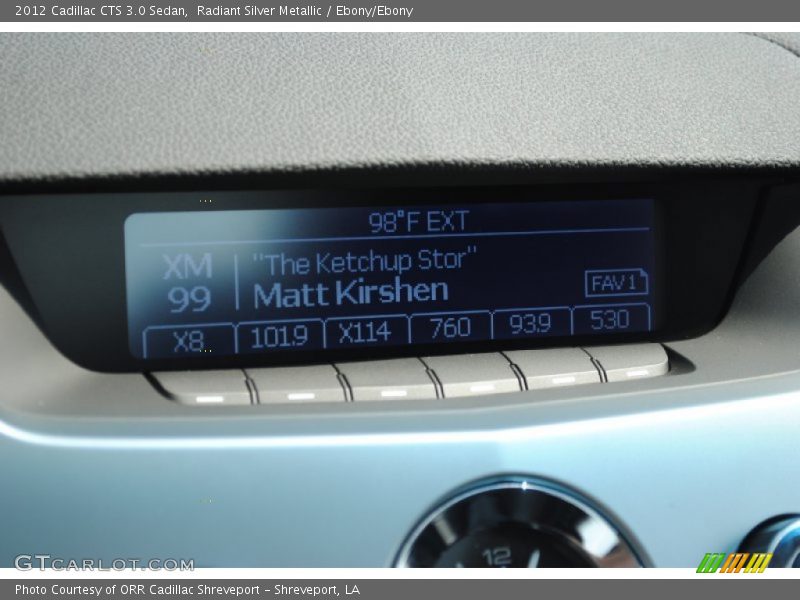 2012 Cadillac CTS 3.0 Sedan,  Radiant Silver Metallic / Ebony/Ebony
98°F EXT
XM "The Ketchup Stor"
99 Matt Kirshen FAV1
X8 101.9 X114 760 93.9 530
12
GTCARLOT.COM
Photo Courtesy of ORR Cadillac Shreveport - Shreveport, LA